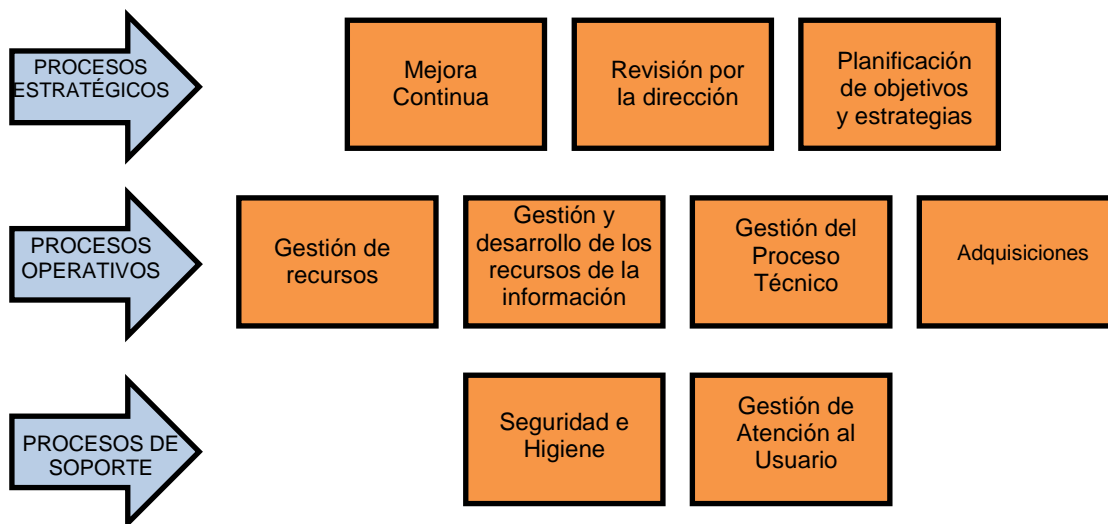 PROCESOS
ESTRATÉGICOS
Mejora
Continua
Revisión por
la dirección
Planificación
de objetivos
y estrategias
PROCESOS
OPERATIVOS
Gestión de
recursos
Gestión y
desarrollo de los
recursos de la
información
Gestión del
Proceso
Técnico
Adquisiciones
PROCESOS DE
SOPORTE
Seguridad e
Higiene
Gestión de
Atención al
Usuario